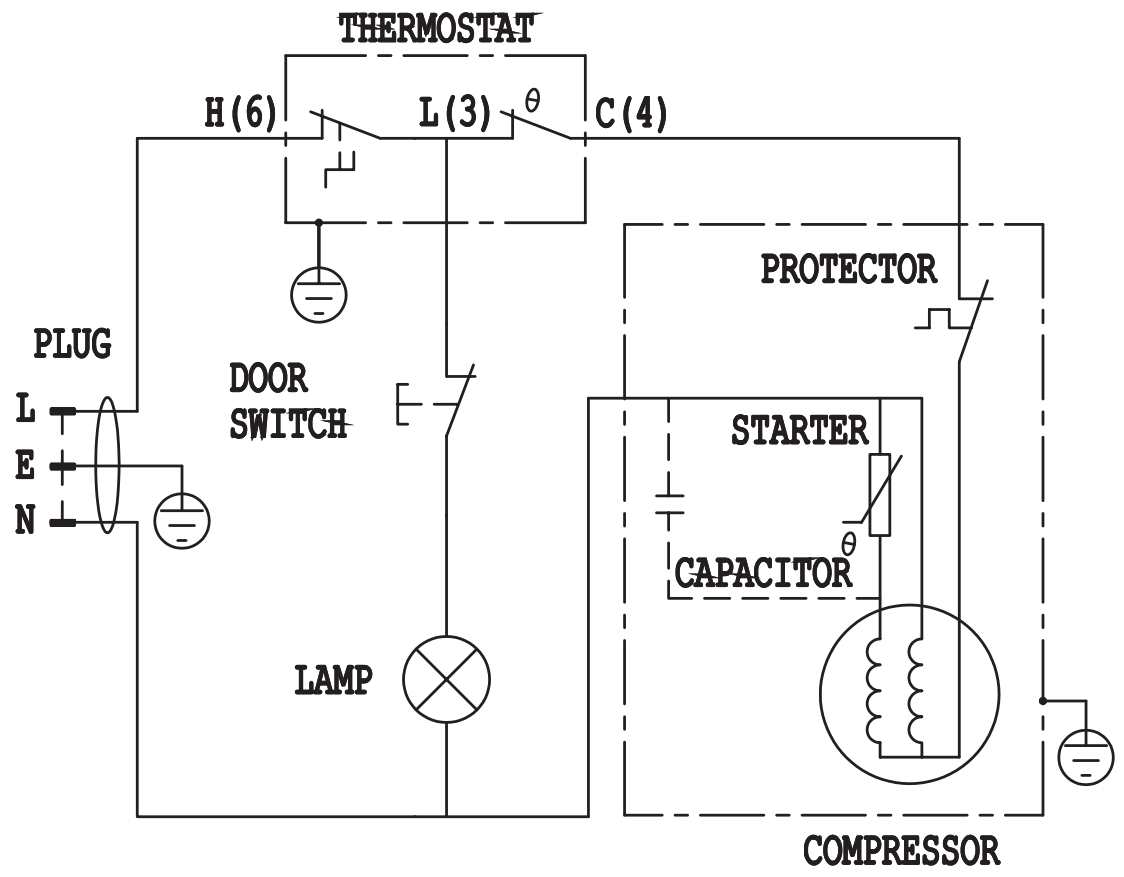 THERMOSTAT
H(6) L(3) θ C(4)
PROTECTOR
PLUG
DOOR
SWITCH
L
STARTER
E
N
θ
CAPACITOR
LAMP
COMPRESSOR